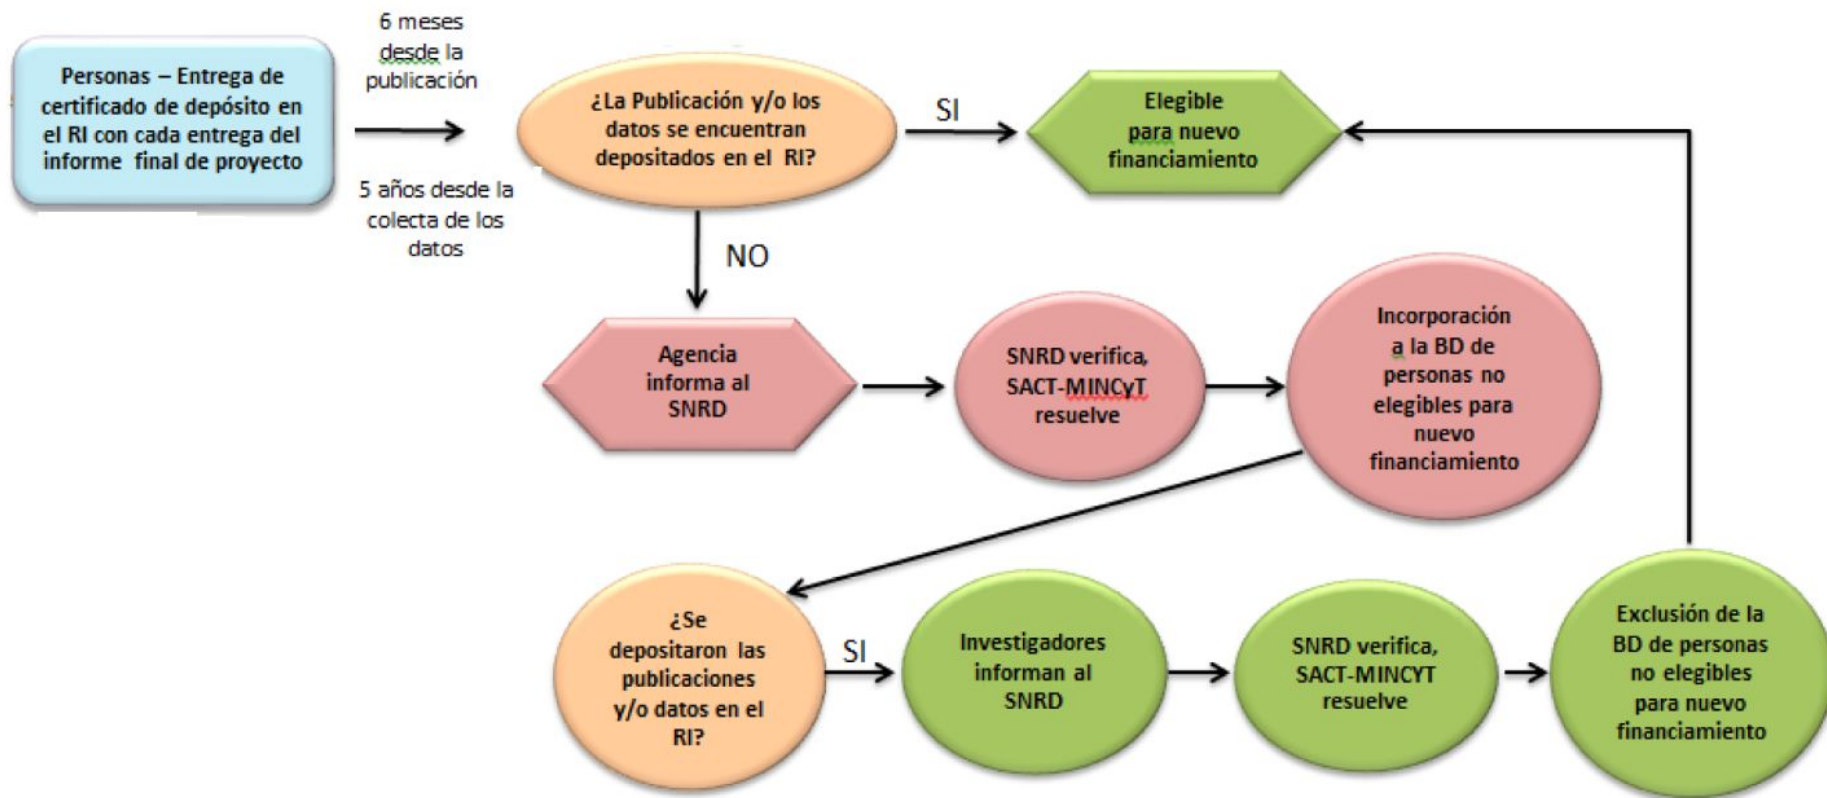 Personas – Entrega de
certificado de depósito en
el RI con cada entrega del
informe final de proyecto
6 meses
desde la
publicación
5 años desde la
colecta de los
datos
¿La Publicación y/o los
datos se encuentran
depositados en el RI?
SI
Elegible
para nuevo
financiamiento
NO
Agencia
informa al
SNRD
SNRD verifica,
SACT-MINCyT
resuelve
Incorporación
a la BD de
personas no
elegibles para
nuevo
financiamiento
¿Se
depositaron las
publicaciones
y/o datos en el
RI?
SI
Investigadores
informan al
SNRD
SNRD verifica,
SACT-MINCYT
resuelve
Exclusión de la
BD de personas
no elegibles
para nuevo
financiamiento